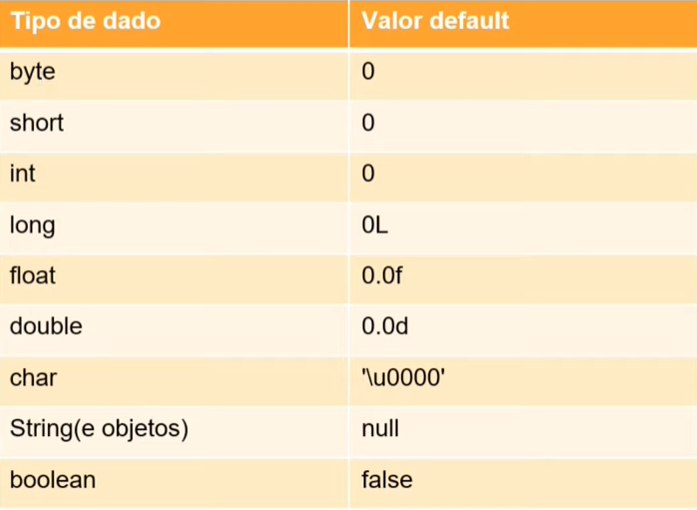 Tipo de dado Valor default
byte 0
short 0
int 0
long 0L
float 0.0f
double 0.0d
char '\u0000'
String(e objetos) null
boolean false